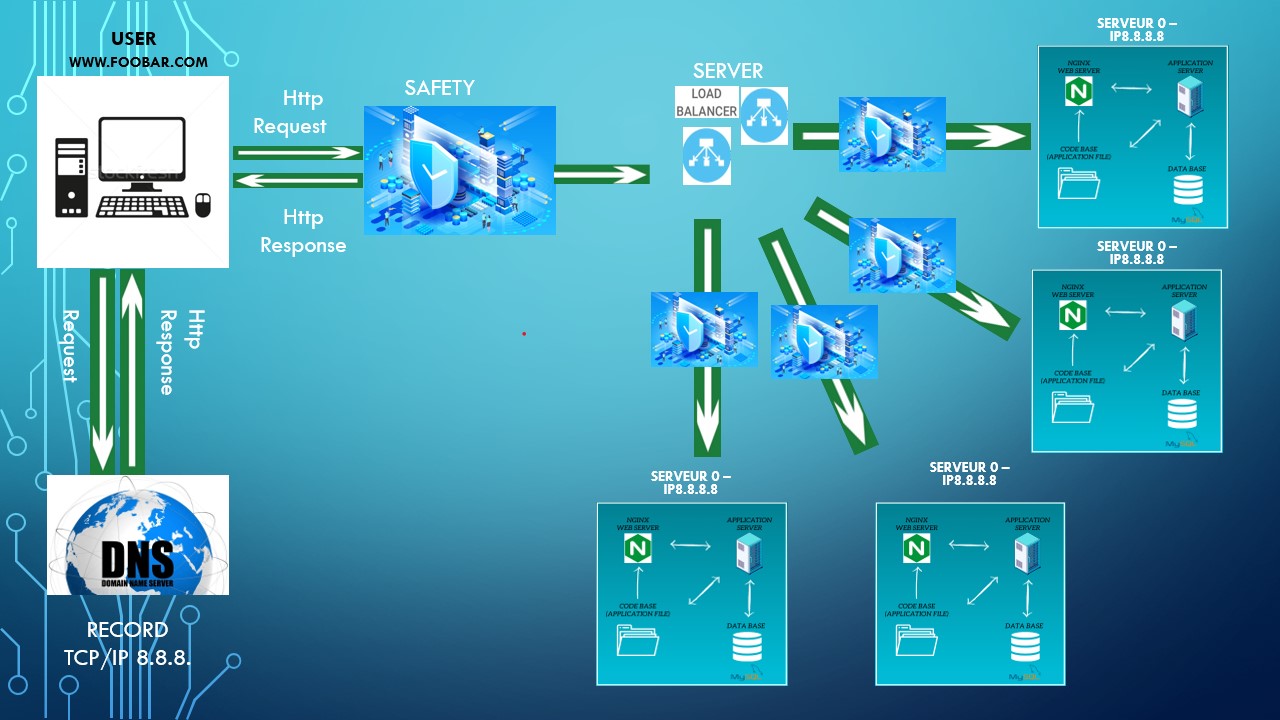 USER
WWW.FOOBAR.COM
Http
Request
Http
Response
SAFETY
SERVER
LOAD
BALANCER
SERVEUR 0 –
IP8.8.8.8
NGINX
WEB SERVER
APPLICATION
SERVER
CODE BASE
(APPLICATION FILE)
DATA BASE
SERVEUR 0 –
IP8.8.8.8
NGINX
WEB SERVER
APPLICATION
SERVER
CODE BASE
(APPLICATION FILE)
DATA BASE
Request
Http
Response
DNS
DOMAIN NAME SERVER
RECORD
TCP/IP 8.8.8.
SERVEUR 0 –
IP8.8.8.8
NGINX
WEB SERVER
APPLICATION
SERVER
CODE BASE
(APPLICATION FILE)
DATA BASE
SERVEUR 0 –
IP8.8.8.8
NGINX
WEB SERVER
APPLICATION
SERVER
CODE BASE
(APPLICATION FILE)
DATA BASE